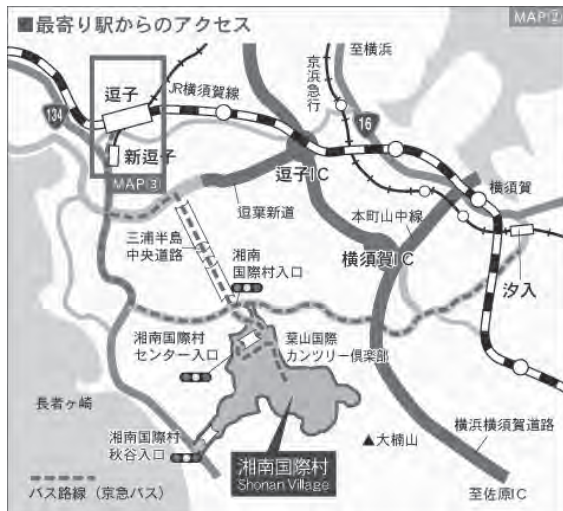 ■最寄り駅からのアクセス
MAP②
至横浜
京浜急行
JR横須賀線
逗子
134
16
新逗子
MAP③
逗子IC
横須賀
逗葉新道
本町山中線
三浦半島
中央道路
湘南
国際村入口
横須賀IC
汐入
湘南国際村
センター入口
葉山国際
カンツリー倶楽部
長者ヶ崎
湘南国際村
秋谷入口
▲大楠山
横浜横須賀道路
湘南国際村
Shonan Village
バス路線（京急バス）
至佐原IC